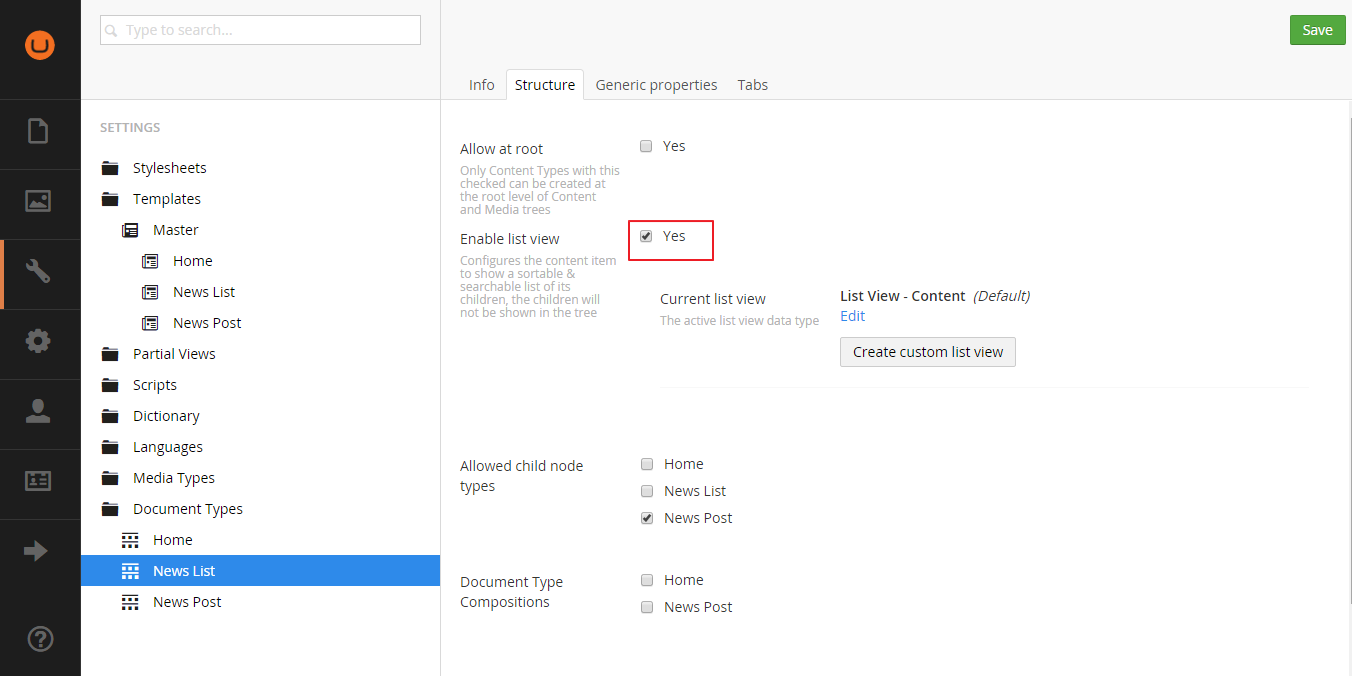 Type to search...
Save
Info
Structure
Generic properties
Tabs
SETTINGS
Stylesheets
Templates
Master
Home
News List
News Post
Partial Views
Scripts
Dictionary
Languages
Media Types
Document Types
Home
News List
News Post
Allow at root
Only Content Types with this
checked can be created at
the root level of Content
and Media trees
Yes
Enable list view
Configures the content item
to show a sortable &
searchable list of its
children, the children will
not be shown in the tree
Yes
Current list view
The active list view data type
List View - Content (Default)
Edit
Create custom list view
Allowed child node
types
Home
News List
News Post
Document Type
Compositions
Home
News Post